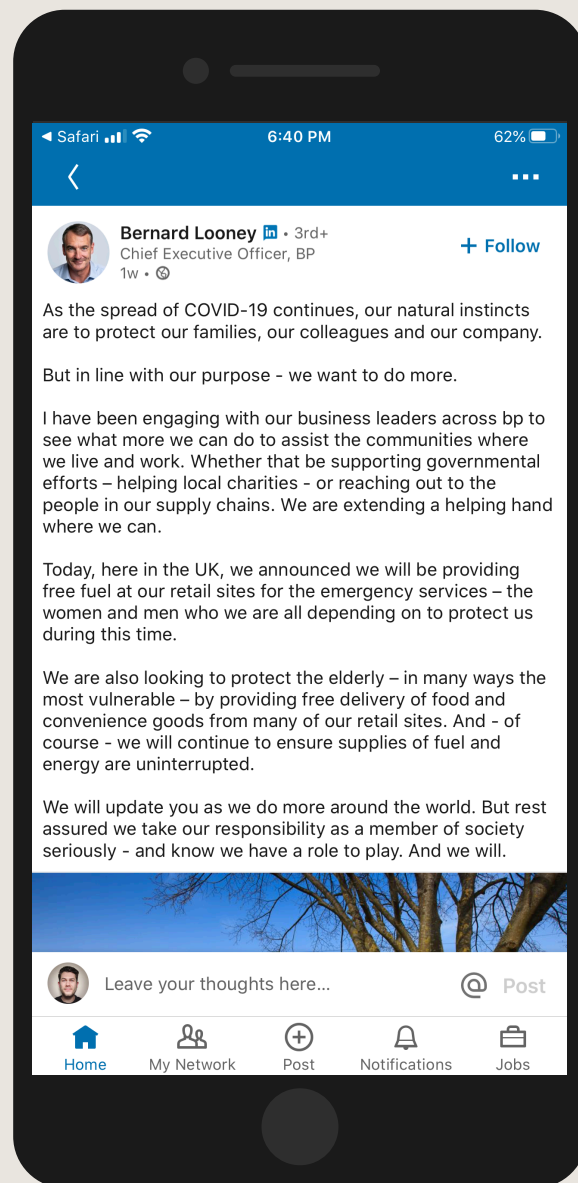 Safari
6:40 PM
62%
Bernard Looney in • 3rd+
Chief Executive Officer, BP
1w •
+ Follow
As the spread of COVID-19 continues, our natural instincts
are to protect our families, our colleagues and our company.
But in line with our purpose - we want to do more.
I have been engaging with our business leaders across bp to
see what more we can do to assist the communities where
we live and work. Whether that be supporting governmental
efforts – helping local charities - or reaching out to the
people in our supply chains. We are extending a helping hand
where we can.
Today, here in the UK, we announced we will be providing
free fuel at our retail sites for the emergency services – the
women and men who we are all depending on to protect us
during this time.
We are also looking to protect the elderly – in many ways the
most vulnerable – by providing free delivery of food and
convenience goods from many of our retail sites. And - of
course - we will continue to ensure supplies of fuel and
energy are uninterrupted.
We will update you as we do more around the world. But rest
assured we take our responsibility as a member of society
seriously - and know we have a role to play. And we will.
Leave your thoughts here...
@ Post
Home
My Network
Post
Notifications
Jobs